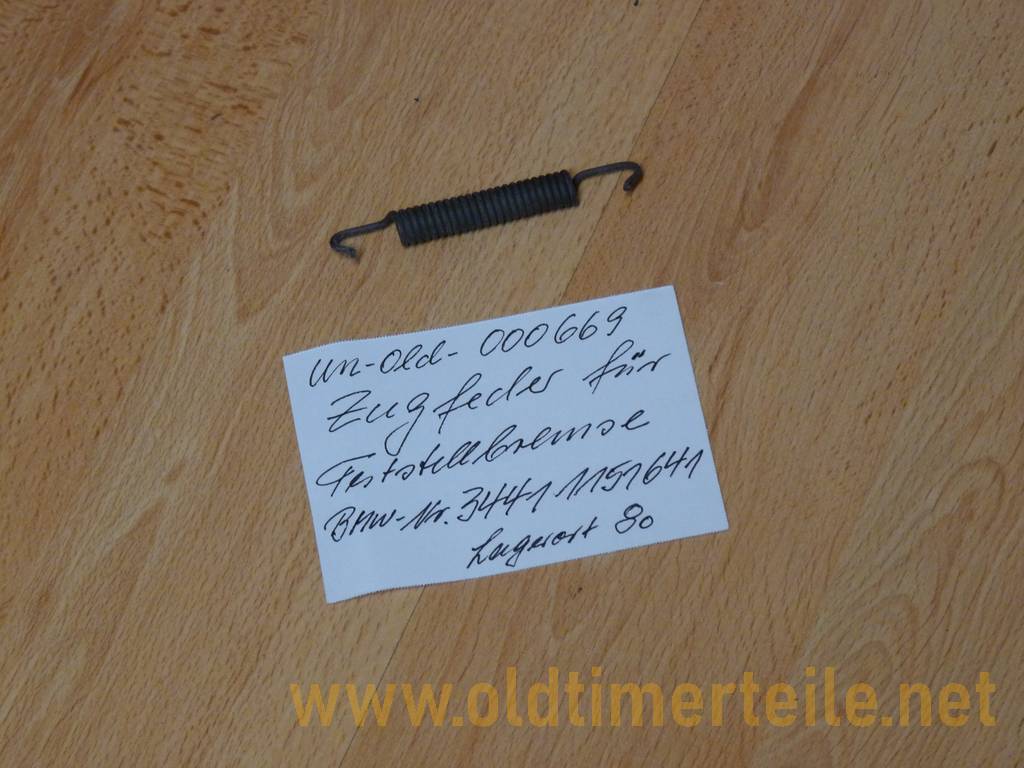 un-Old- 000669
Zugfeder für
Feststellbremse
BMW-Nr. 3441 1151641
Lagerort 80
www.oldtimerteile.net